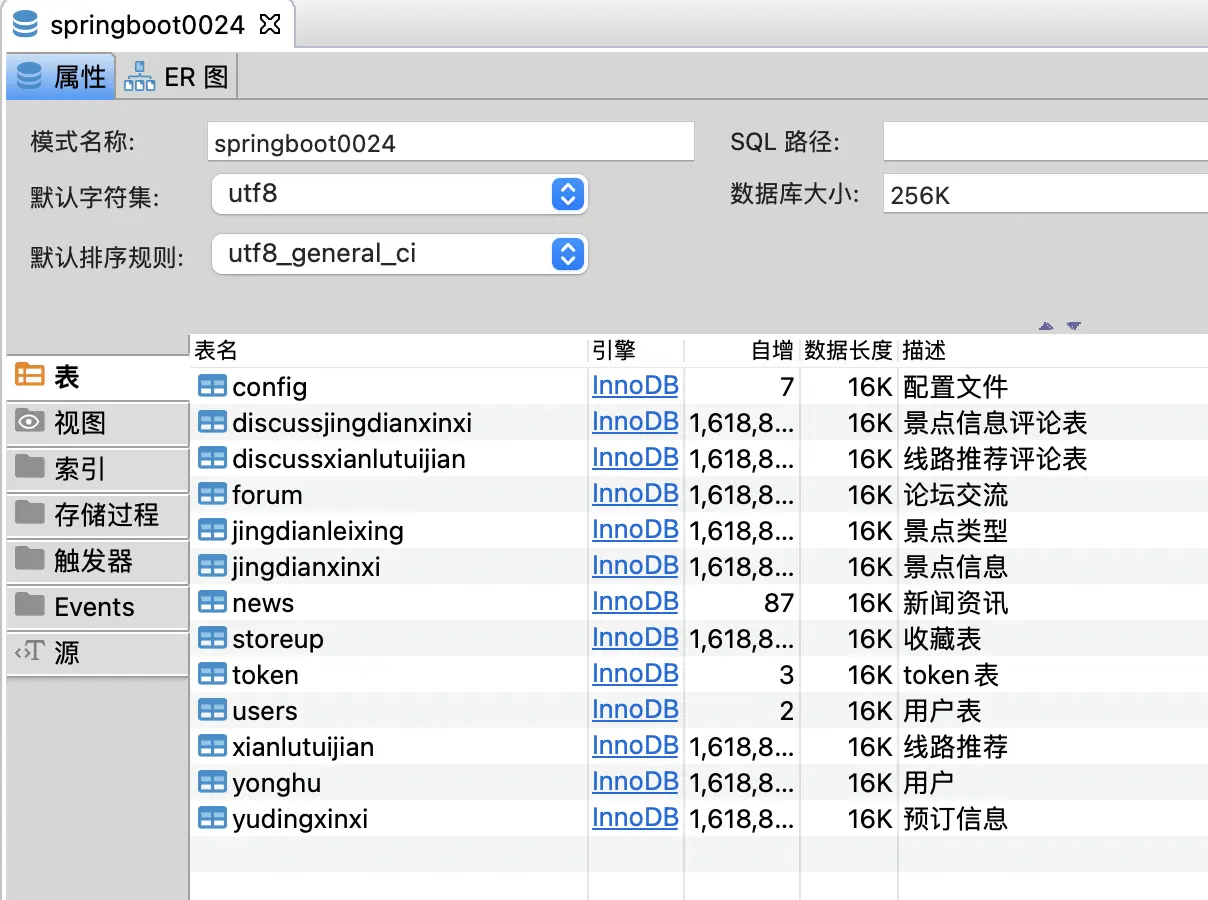 springboot0024
属性 ER 图
模式名称: springboot0024 SQL 路径:
默认字符集: utf8 数据库大小: 256K
默认排序规则: utf8_general_ci
表名 引擎 自增 数据长度 描述
表
视图
索引
存储过程
触发器
Events
源
config InnoDB 7 16K 配置文件
discussjingdianxinxi InnoDB 1,618,8... 16K 景点信息评论表
discussxianlutuijian InnoDB 1,618,8... 16K 线路推荐评论表
forum InnoDB 1,618,8... 16K 论坛交流
jingdianleixing InnoDB 1,618,8... 16K 景点类型
jingdianxinxi InnoDB 1,618,8... 16K 景点信息
news InnoDB 87 16K 新闻资讯
storeup InnoDB 1,618,8... 16K 收藏表
token InnoDB 3 16K token表
users InnoDB 2 16K 用户表
xianlutuijian InnoDB 1,618,8... 16K 线路推荐
yonghu InnoDB 1,618,8... 16K 用户
yudingxinxi InnoDB 1,618,8... 16K 预订信息